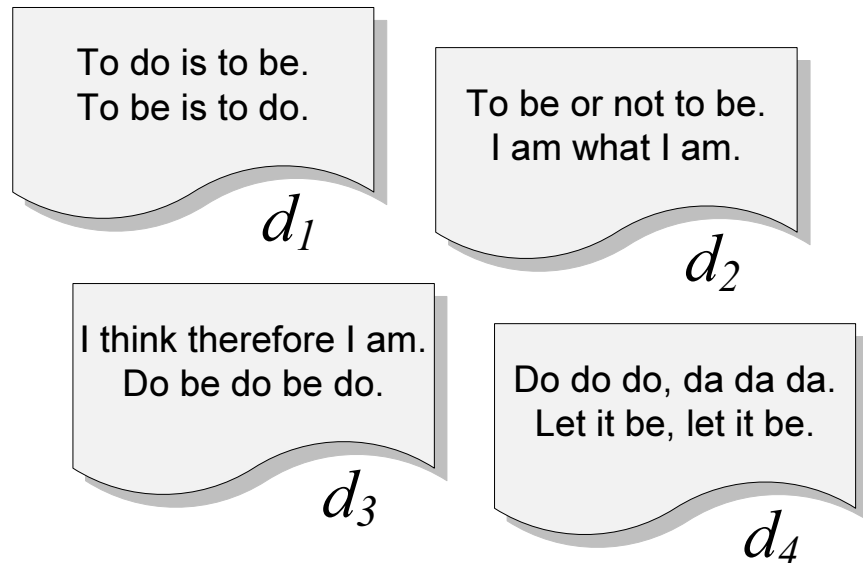 To do is to be.
To be is to do.
d1
To be or not to be.
I am what I am.
d2
I think therefore I am.
Do be do be do.
d3
Do do do, da da da.
Let it be, let it be.
d4